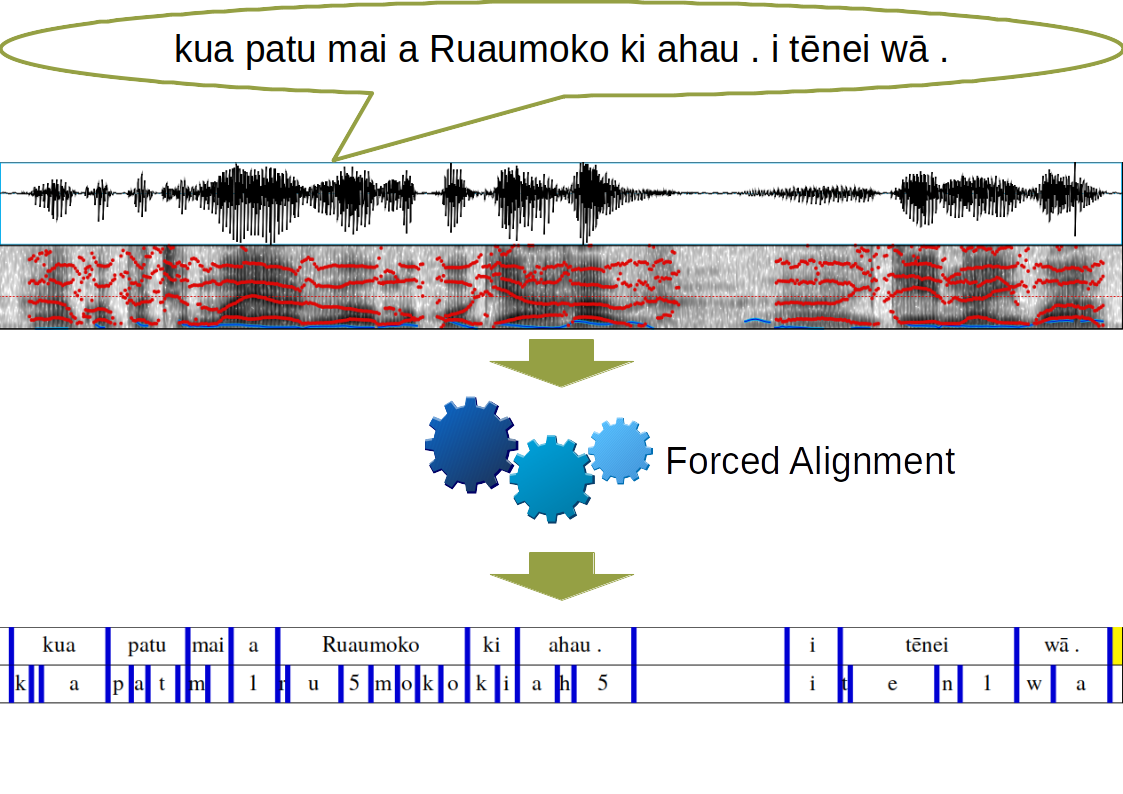 kua patu mai a Ruaumoko ki ahau . i tēnei wā .
Forced Alignment
kua patu mai a Ruaumoko ki ahau . i tēnei wā .
k a p a t m 1 r u 5 m o k o k i a h 5 i t e n 1 w a